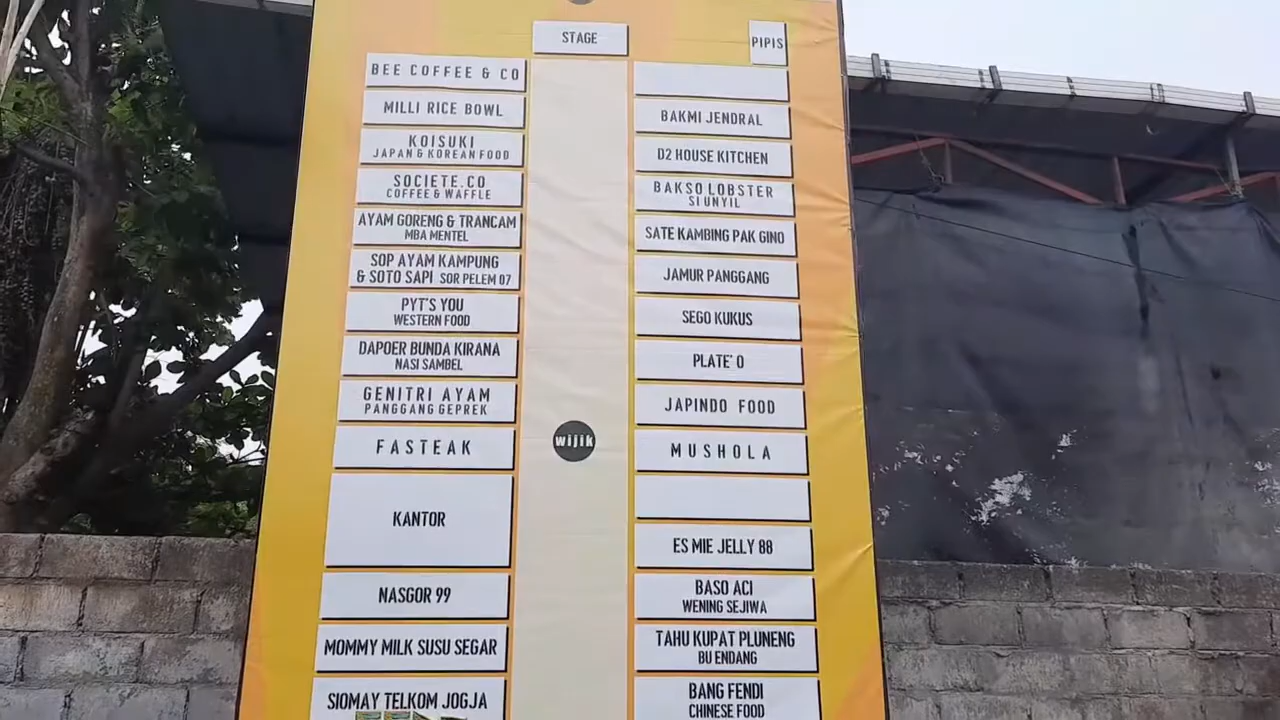 STAGE
PIPIS
BEE COFFEE & CO
MILLI RICE BOWL
KOISUKI
JAPAN & KOREAN FOOD
SOCIETE.CO
COFFEE & WAFFLE
AYAM GORENG & TRANCAM
MBA MENTEL
SOP AYAM KAMPUNG
& SOTO SAPI SOR PELEM 07
PYT'S YOU
WESTERN FOOD
DAPOER BUNDA KIRANA
NASI SAMBEL
GENITRI AYAM
PANGGANG GEPREK
FASTEAK
KANTOR
NASGOR 99
MOMMY MILK SUSU SEGAR
SIOMAY TELKOM JOGJA
wijik
BAKMI JENDRAL
D2 HOUSE KITCHEN
BAKSO LOBSTER
SI UNYIL
SATE KAMBING PAK GINO
JAMUR PANGGANG
SEGO KUKUS
PLATE' O
JAPINDO FOOD
MUSHOLA
ES MIE JELLY 88
BASO ACI
WENING SEJIWA
TAHU KUPAT PLUNENG
BU ENDANG
BANG FENDI
CHINESE FOOD